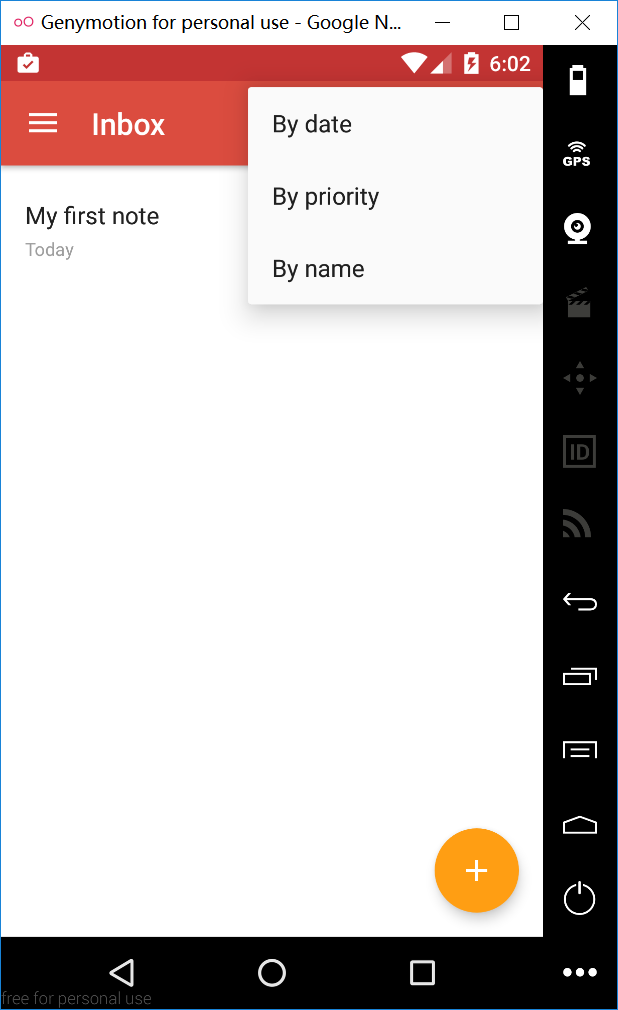 Genymotion for personal use - Google N...
6:02
Inbox
By date
By priority
By name
My first note
Today
GPS
ID
free for personal use